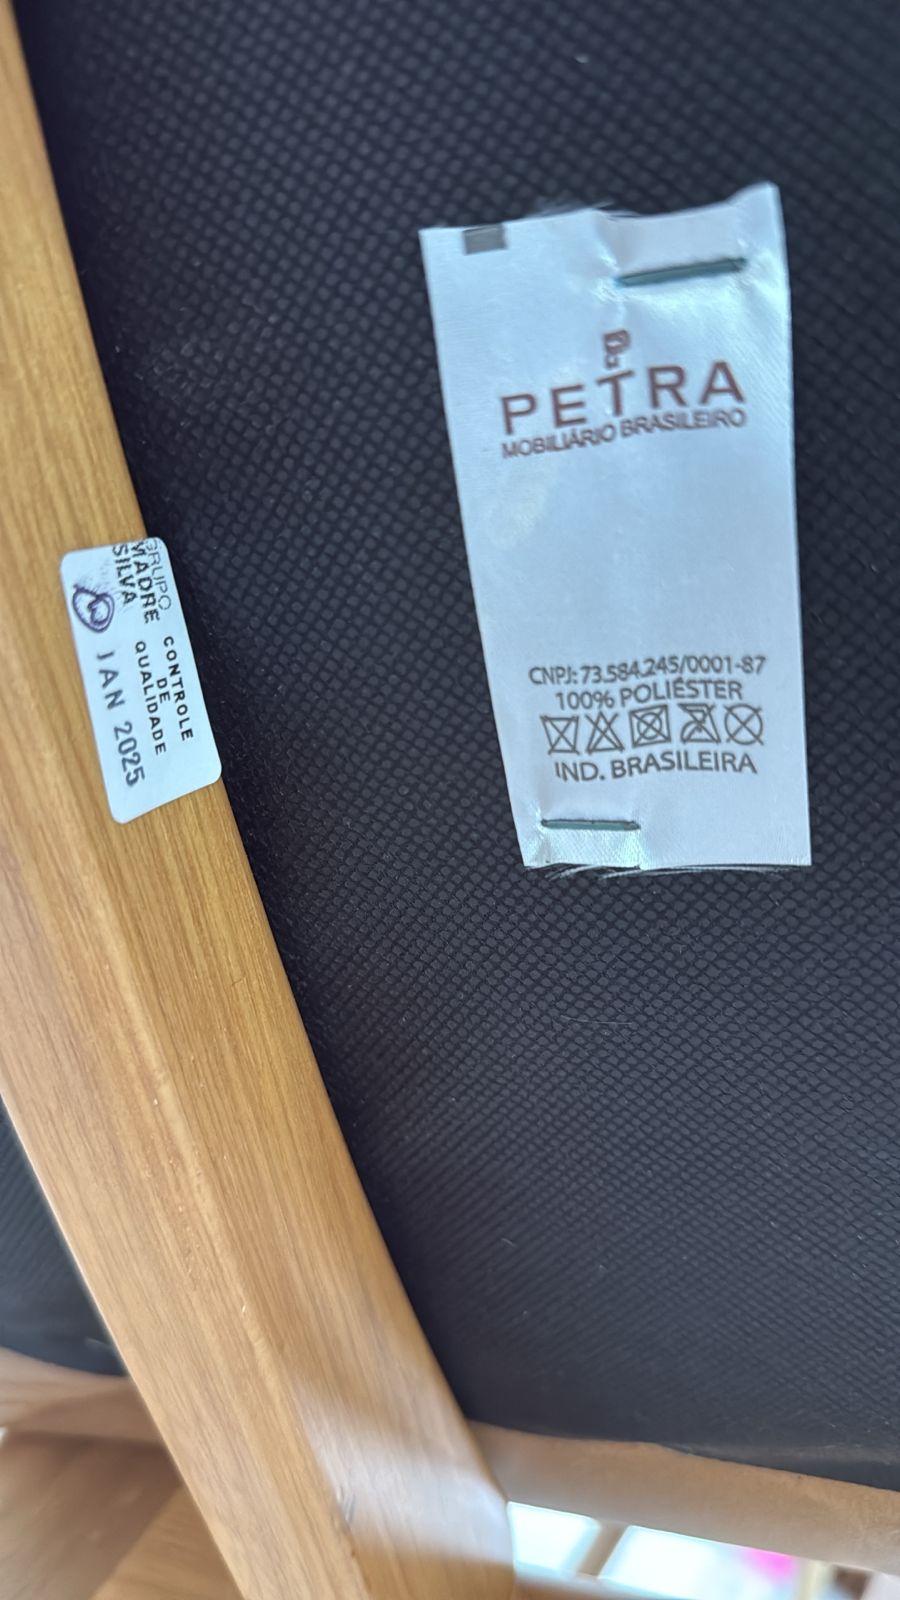 PETRA
MOBILIÁRIO BRASILEIRO
CNPJ: 73.584.245/0001-87
100% POLIÉSTER
IND. BRASILEIRA
GRUPO
MADRE
SILVA
CONTROLE
DE
QUALIDADE
JAN 2025